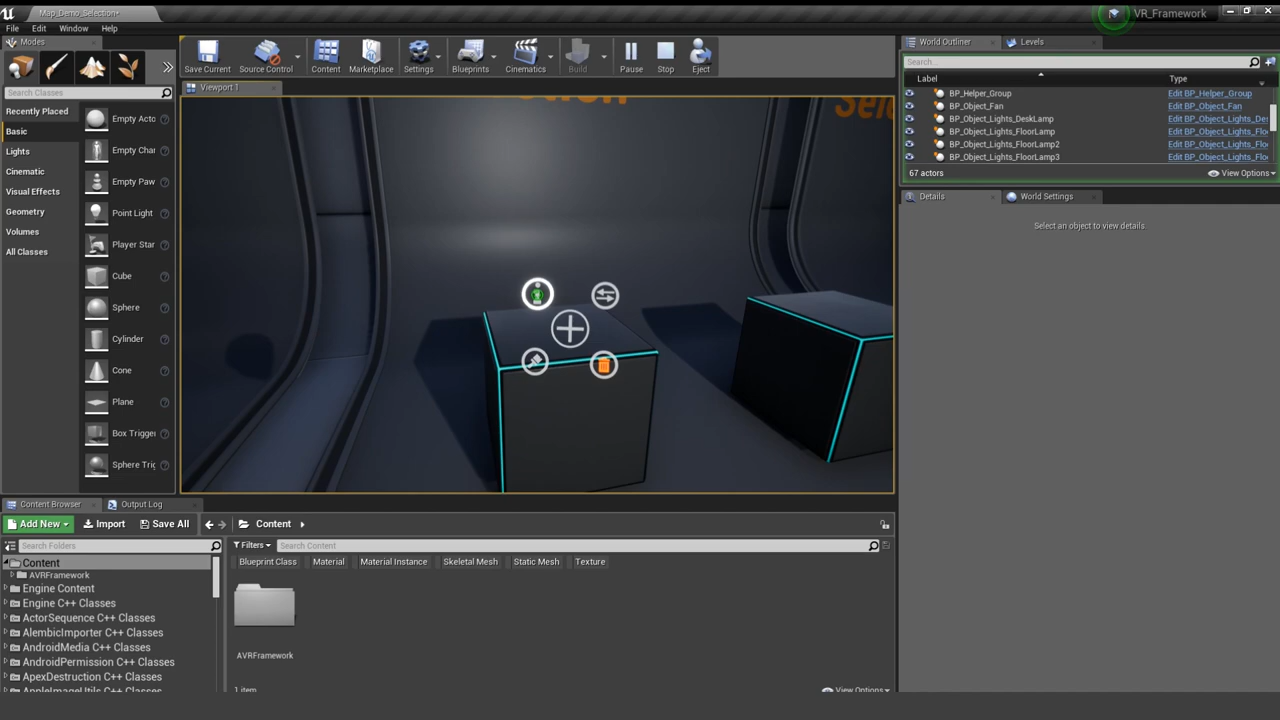 Map_Demo_Selection•
VR_Framework
File Edit Window Help
Modes
Save Current
Source Control
Content
Marketplace
Settings
Blueprints
Cinematics
Build
Pause
Stop
Eject
Search Classes
Recently Placed
Basic
Lights
Cinematic
Visual Effects
Geometry
Volumes
All Classes
Empty Acto
Empty Char
Empty Paw
Point Light
Player Star
Cube
Sphere
Cylinder
Cone
Plane
Box Trigger
Sphere Trig
Viewport 1
World Outliner
Levels
Search...
Label Type
BP_Helper_Group Edit BP_Helper_Group
BP_Object_Fan Edit BP_Object_Fan
BP_Object_Lights_DeskLamp Edit BP_Object_Lights_Des
BP_Object_Lights_FloorLamp Edit BP_Object_Lights_Flo
BP_Object_Lights_FloorLamp2 Edit BP_Object_Lights_Flo
BP_Object_Lights_FloorLamp3 Edit BP_Object_Lights_Flo
67 actors View Options
Details
World Settings
Select an object to view details.
Content Browser
Output Log
Add New
Import
Save All
Content
Search Folders
Content
AVRFramework
Engine Content
Engine C++ Classes
ActorSequence C++ Classes
AlembicImporter C++ Classes
AndroidMedia C++ Classes
AndroidPermission C++ Classes
ApexDestruction C++ Classes
AppleImageUtils C++ Classes
Filters
Search Content
Blueprint Class Material Material Instance Skeletal Mesh Static Mesh Texture
AVRFramework
1 item
View Options